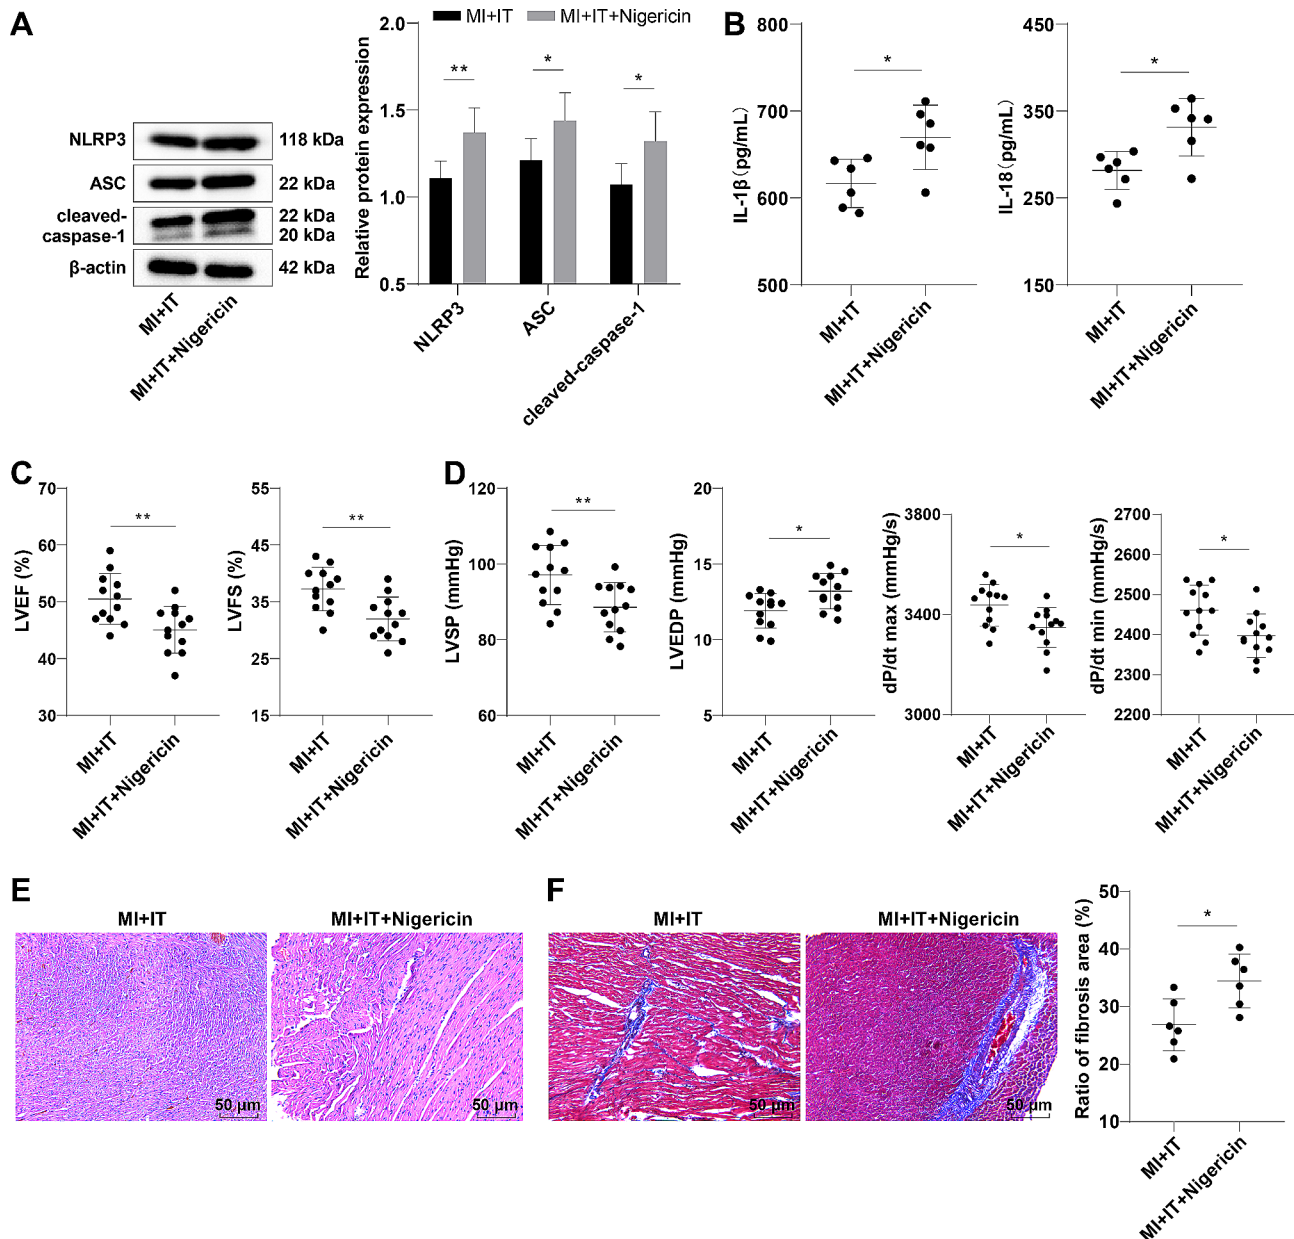 A
MI+IT
MI+IT+Nigericin
NLRP3
118 kDa
ASC
22 kDa
cleaved-
caspase-1
22 kDa
20 kDa
β-actin
42 kDa
MI+IT
MI+IT+Nigericin
Relative protein expression
2.0
1.5
1.0
0.5
**
*
*
NLRP3
ASC
cleaved-caspase-1
B
IL-1β(pg/mL)
800
700
600
500
*
MI+IT
MI+IT+Nigericin
IL-18(pg/mL)
450
350
250
150
*
MI+IT
MI+IT+Nigericin
C
LVEF (%)
70
60
50
40
30
**
MI+IT
MI+IT+Nigericin
LVFS (%)
55
45
35
25
15
**
MI+IT
MI+IT+Nigericin
D
LVSP (mmHg)
120
100
80
60
**
MI+IT
MI+IT+Nigericin
LVEDP (mmHg)
20
15
10
5
*
MI+IT
MI+IT+Nigericin
dP/dt max (mmHg/s)
3800
3400
3000
*
MI+IT
MI+IT+Nigericin
dP/dt min (mmHg/s)
2700
2600
2500
2400
2300
2200
*
MI+IT
MI+IT+Nigericin
E
MI+IT
50 μm
MI+IT+Nigericin
50 μm
F
MI+IT
50 μm
MI+IT+Nigericin
50 μm
Ratio of fibrosis area (%)
50
40
30
20
10
*
MI+IT
MI+IT+Nigericin